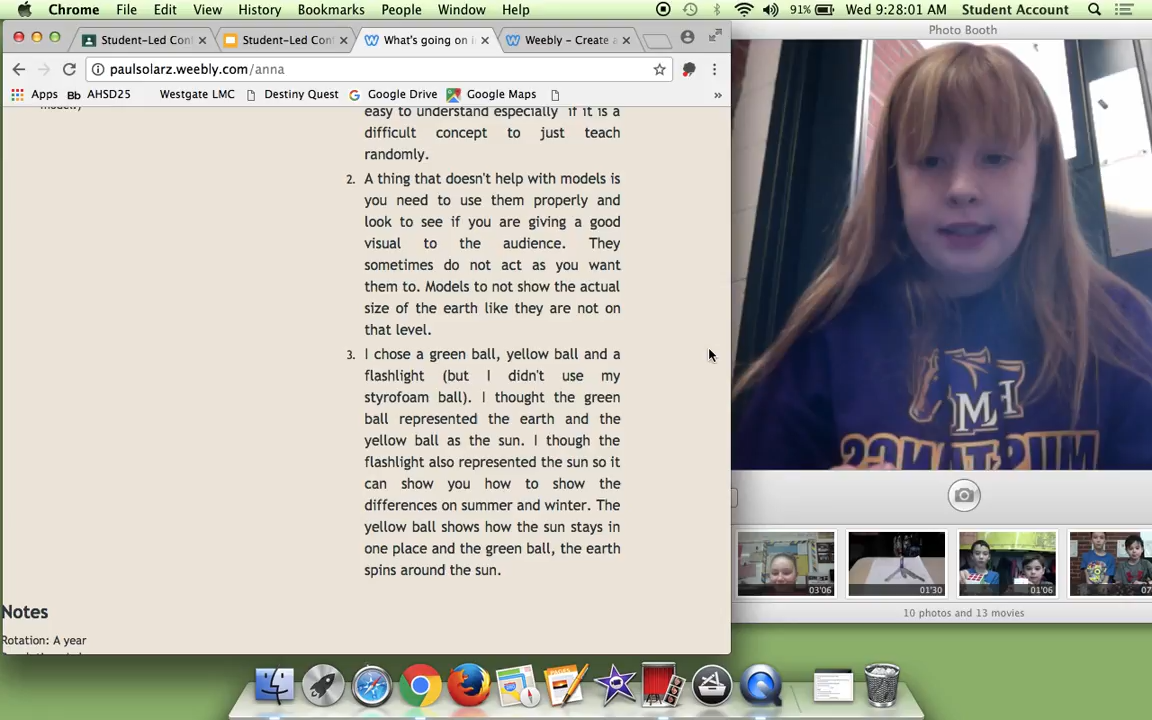 Chrome File Edit View History Bookmarks People Window Help 91% Wed 9:28:01 AM Student Account
Student-Led Con
Student-Led Con
What's going on i
Weebly - Create a
Photo Booth
paulsolarz.weebly.com/anna
Apps Bb AHSD25 Westgate LMC Destiny Quest Google Drive Google Maps »
easy to understand especially if it is a
difficult concept to just teach
randomly.
2. A thing that doesn't help with models is
you need to use them properly and
look to see if you are giving a good
visual to the audience. They
sometimes do not act as you want
them to. Models to not show the actual
size of the earth like they are not on
that level.
3. I chose a green ball, yellow ball and a
flashlight (but I didn't use my
styrofoam ball). I thought the green
ball represented the earth and the
yellow ball as the sun. I though the
flashlight also represented the sun so it
can show you how to show the
differences on summer and winter. The
yellow ball shows how the sun stays in
one place and the green ball, the earth
spins around the sun.
Notes
Rotation: A year
M
MUSTANGS
03'06
01'30
01'06
10 photos and 13 movies